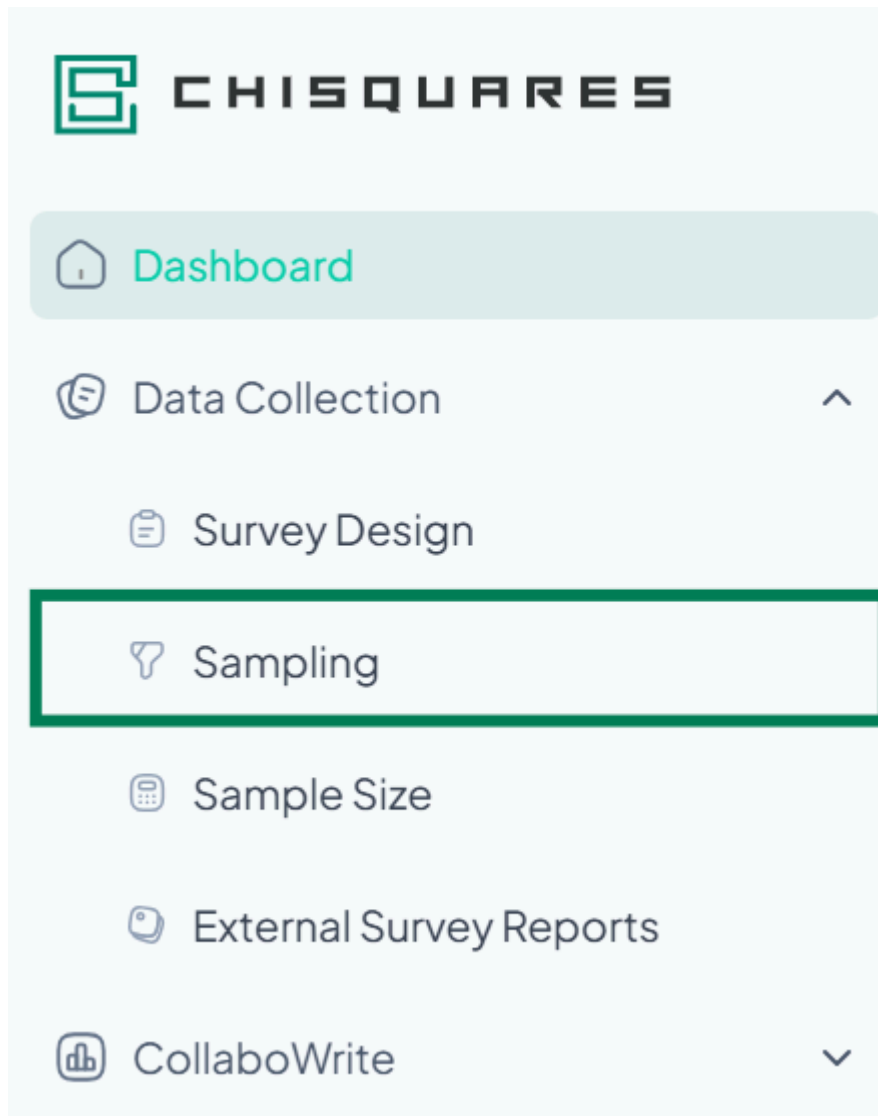 CHISQUARES
Dashboard
Data Collection
Survey Design
Sampling
Sample Size
External Survey Reports
CollaboWrite